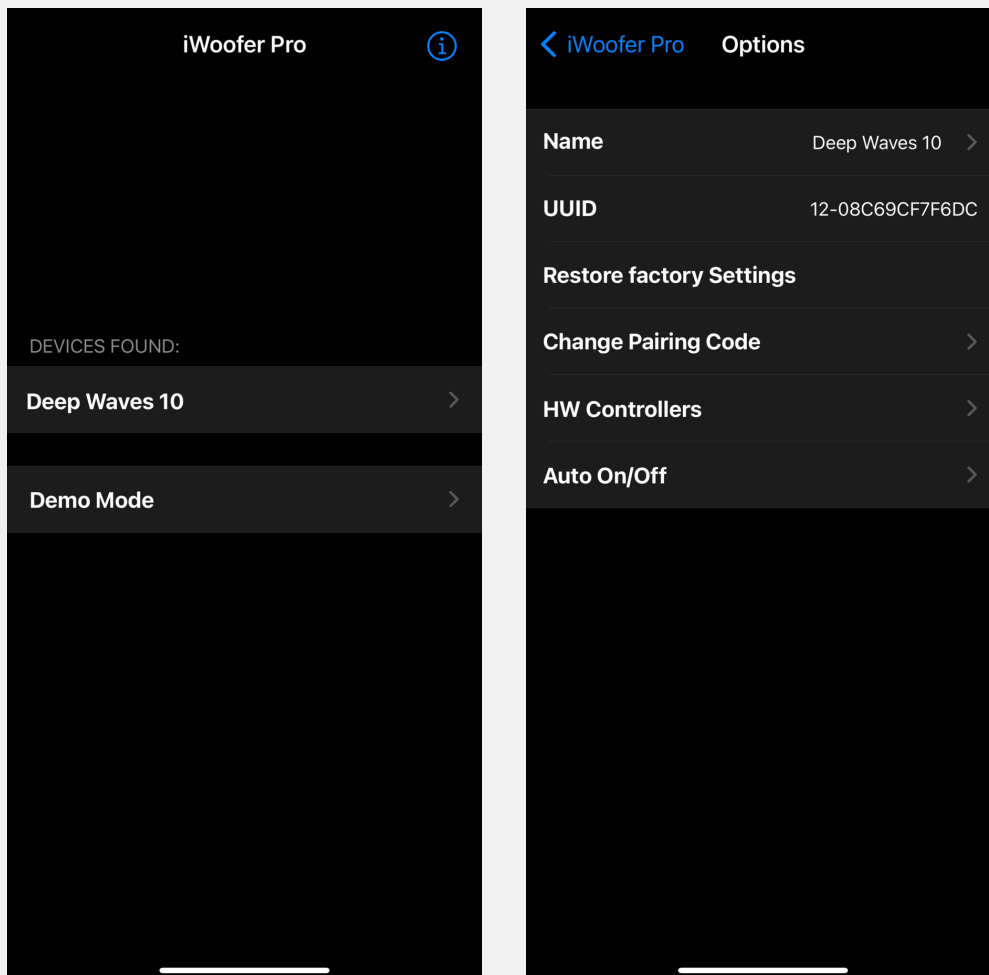 iWoofer Pro
DEVICES FOUND:
Deep Waves 10
Demo Mode
iWoofer Pro Options
Name Deep Waves 10
UUID 12-08C69CF7F6DC
Restore factory Settings
Change Pairing Code
HW Controllers
Auto On/Off